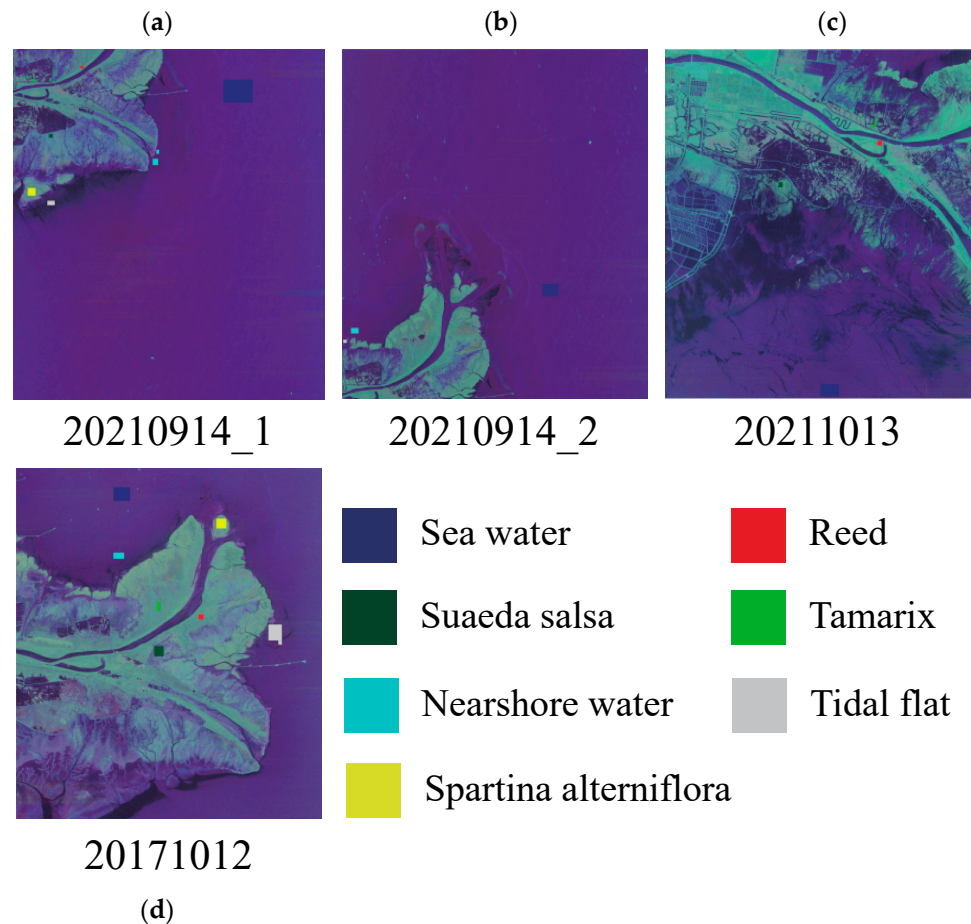 (a) (b) (c)
20210914_1 20210914_2 20211013
Sea water Reed
Suaeda salsa Tamarix
Nearshore water Tidal flat
Spartina alterniflora
20171012
(d)